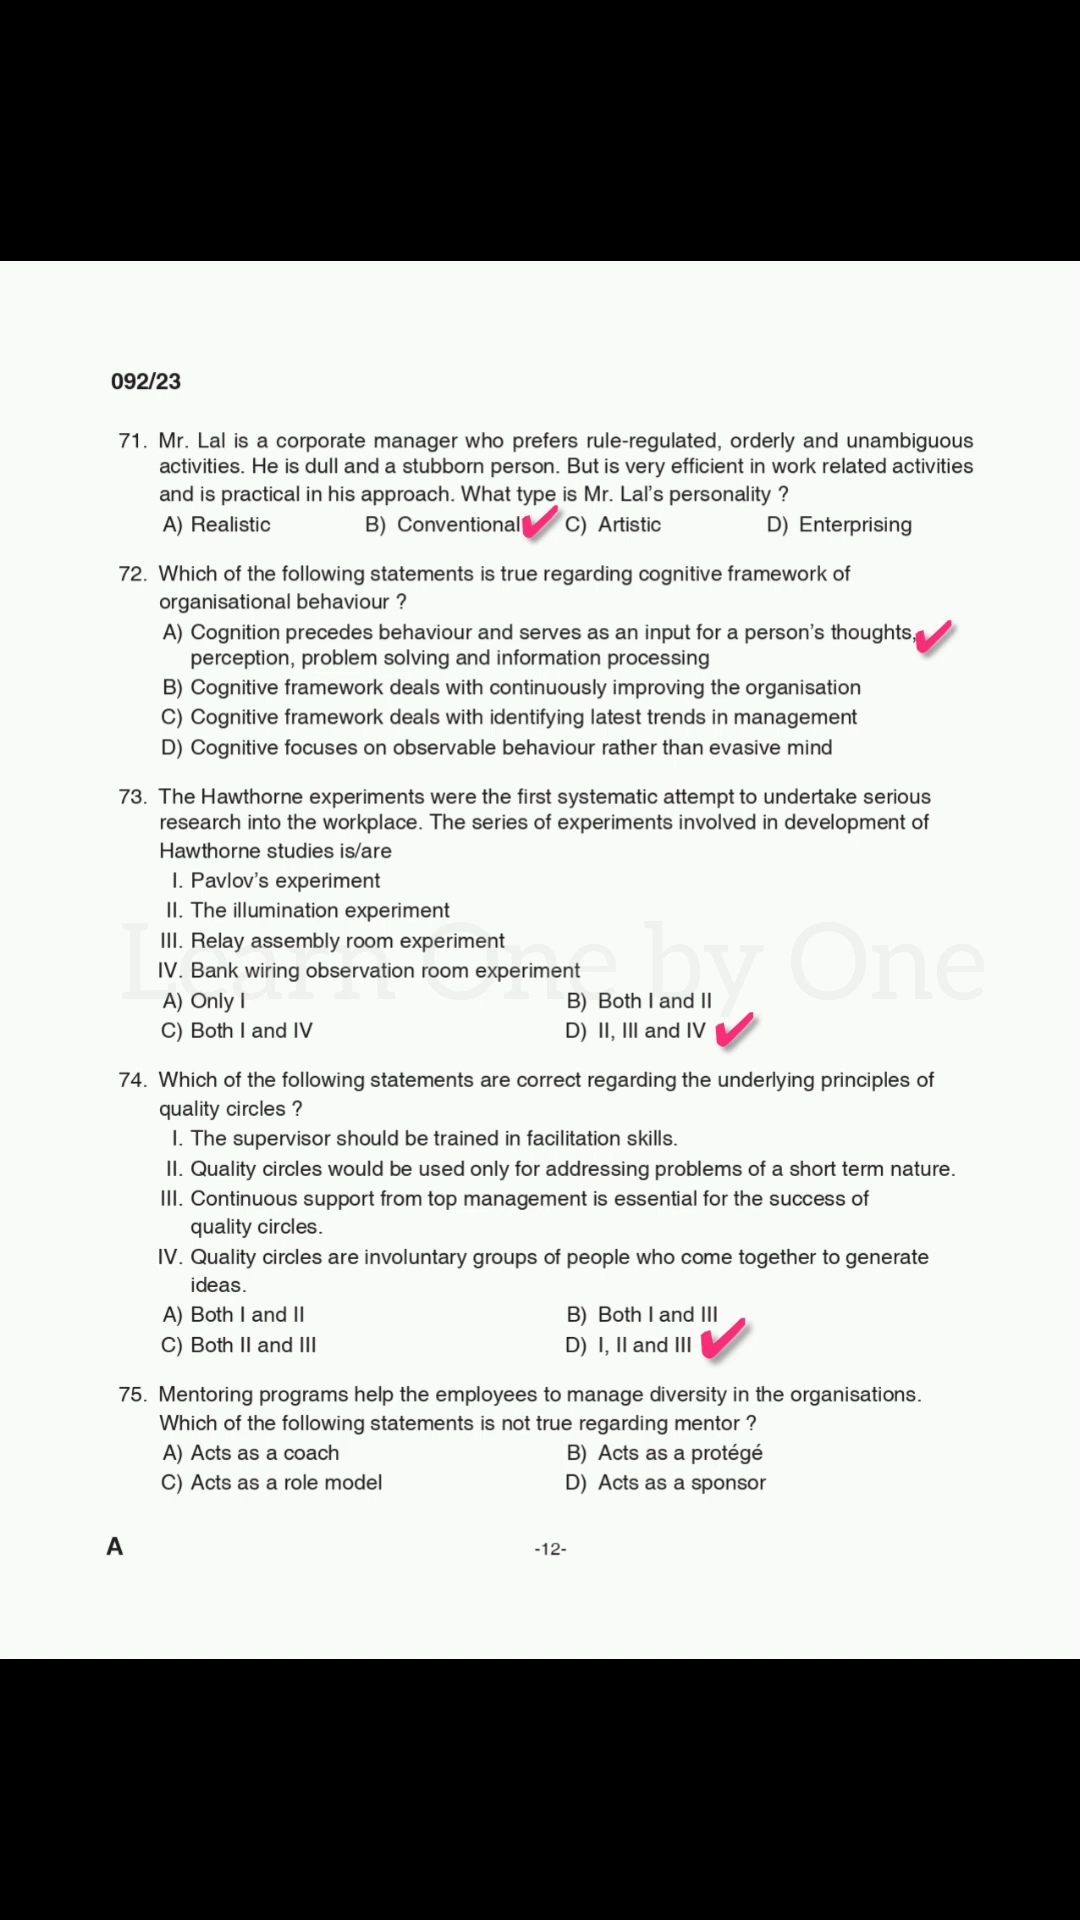 092/23
71. Mr. Lal is a corporate manager who prefers rule-regulated, orderly and unambiguous
activities. He is dull and a stubborn person. But is very efficient in work related activities
and is practical in his approach. What type is Mr. Lal's personality ?
A) Realistic B) Conventional C) Artistic D) Enterprising
72. Which of the following statements is true regarding cognitive framework of
organisational behaviour ?
A) Cognition precedes behaviour and serves as an input for a person's thoughts,
perception, problem solving and information processing
B) Cognitive framework deals with continuously improving the organisation
C) Cognitive framework deals with identifying latest trends in management
D) Cognitive focuses on observable behaviour rather than evasive mind
73. The Hawthorne experiments were the first systematic attempt to undertake serious
research into the workplace. The series of experiments involved in development of
Hawthorne studies is/are
I. Pavlov's experiment
II. The illumination experiment
III. Relay assembly room experiment
Learn One by One
IV. Bank wiring observation room experiment
A) Only I B) Both I and II
C) Both I and IV D) II, III and IV
74. Which of the following statements are correct regarding the underlying principles of
quality circles ?
I. The supervisor should be trained in facilitation skills.
II. Quality circles would be used only for addressing problems of a short term nature.
III. Continuous support from top management is essential for the success of
quality circles.
IV. Quality circles are involuntary groups of people who come together to generate
ideas.
A) Both I and II B) Both I and III
C) Both II and III D) I, II and III
75. Mentoring programs help the employees to manage diversity in the organisations.
Which of the following statements is not true regarding mentor ?
A) Acts as a coach B) Acts as a protégé
C) Acts as a role model D) Acts as a sponsor
A -12-